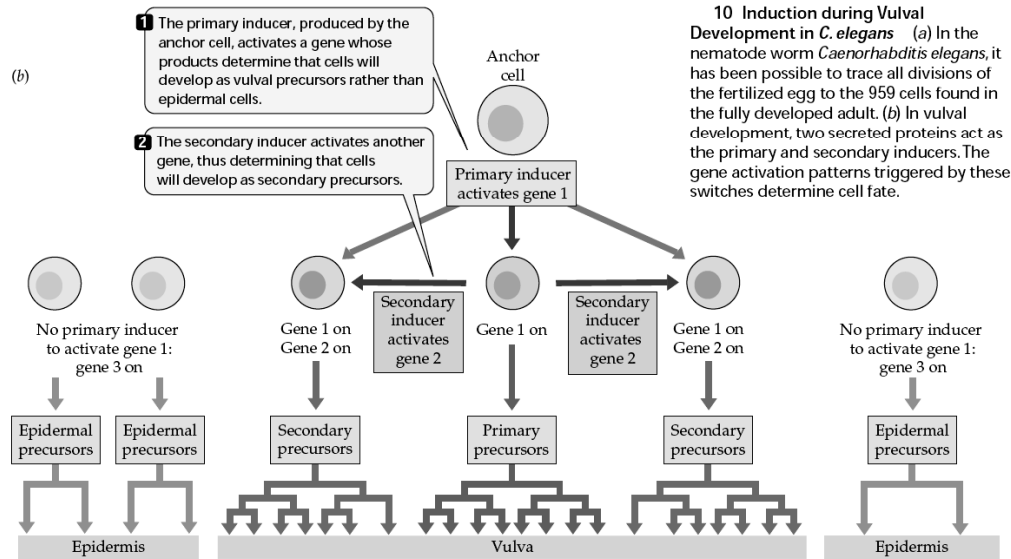 1 The primary inducer, produced by the
anchor cell, activates a gene whose
products determine that cells will
develop as vulval precursors rather than
epidermal cells.
10 Induction during Vulval
Development in C. elegans (a) In the
nematode worm Caenorhabditis elegans, it
has been possible to trace all divisions of
the fertilized egg to the 959 cells found in
the fully developed adult. (b) In vulval
development, two secreted proteins act as
the primary and secondary inducers. The
gene activation patterns triggered by these
switches determine cell fate.
(b)
Anchor
cell
2 The secondary inducer activates another
gene, thus determining that cells
will develop as secondary precursors.
Primary inducer
activates gene 1
No primary inducer
to activate gene 1:
gene 3 on
Gene 1 on
Gene 2 on
Secondary
inducer
activates
gene 2
Gene 1 on
Secondary
inducer
activates
gene 2
Gene 1 on
Gene 2 on
No primary inducer
to activate gene 1:
gene 3 on
Epidermal
precursors
Epidermal
precursors
Secondary
precursors
Primary
precursors
Secondary
precursors
Epidermal
precursors
Epidermis
Vulva
Epidermis